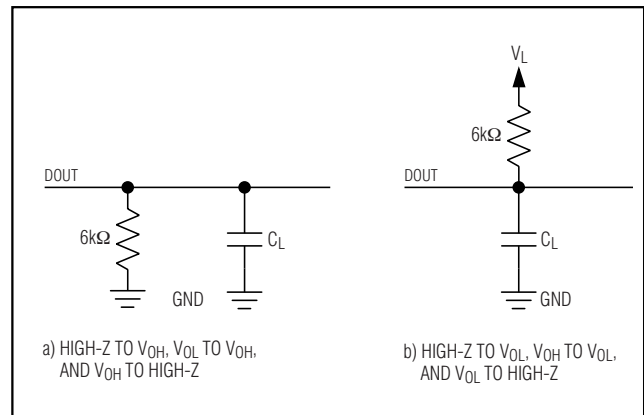 DOUT
6kΩ
C_L
GND
a) HIGH-Z TO V_OH, V_OL TO V_OH,
AND V_OH TO HIGH-Z
V_L
6kΩ
DOUT
C_L
GND
b) HIGH-Z TO V_OL, V_OH TO V_OL,
AND V_OL TO HIGH-Z